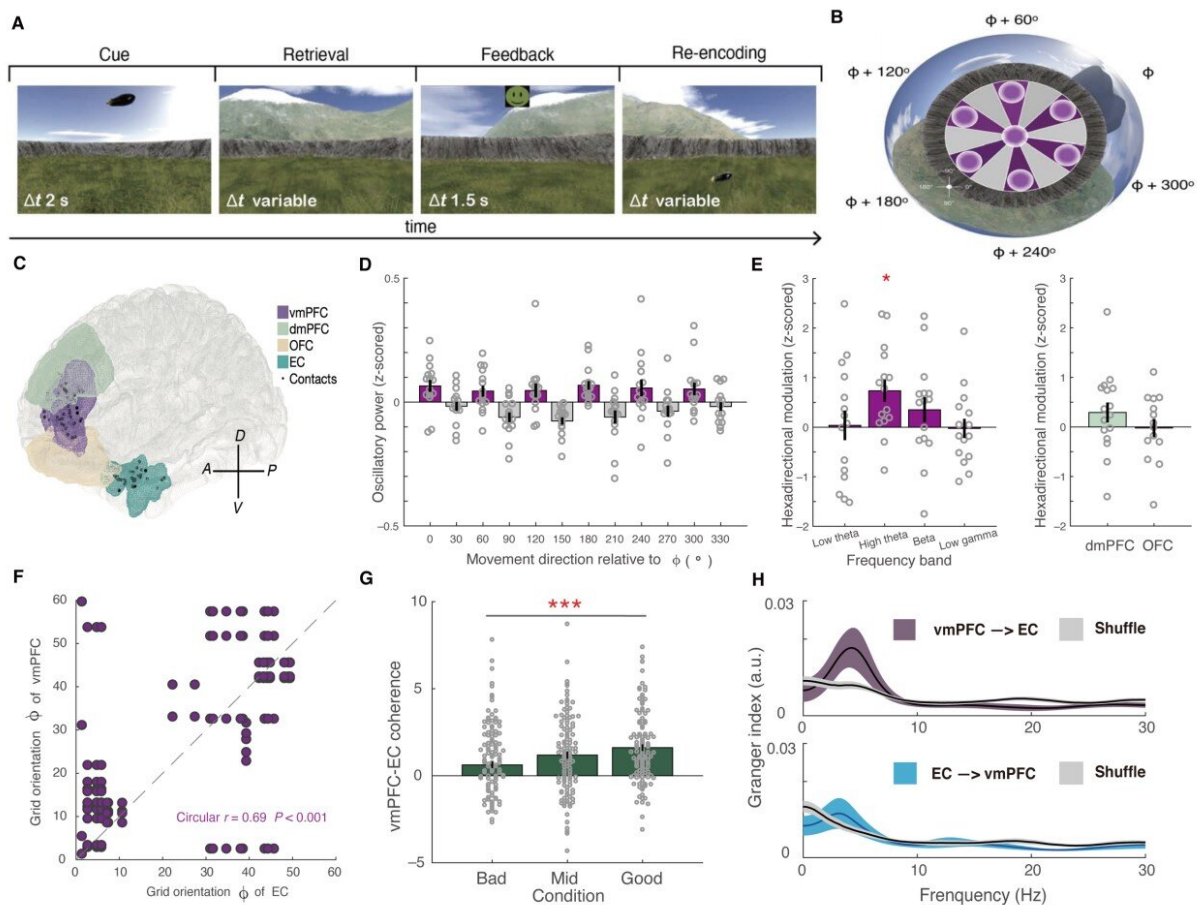 A
Cue
Retrieval
Feedback
Re-encoding
Δt 2 s
Δt variable
Δt 1.5 s
Δt variable
time
B
ϕ + 60°
ϕ + 120°
ϕ
ϕ + 180°
ϕ + 300°
ϕ + 240°
C
vmPFC
dmPFC
OFC
EC
Contacts
D
A
P
V
D
Oscillatory power (z-scored)
0.5
0
−0.5
0 30 60 90 120 150 180 210 240 270 300 330
Movement direction relative to ϕ ( ° )
E
Hexadirectional modulation (z-scored)
3
2
1
0
−1
−2
*
Low theta High theta Beta Low gamma
Frequency band
Hexadirectional modulation (z-scored)
3
2
1
0
−1
−2
dmPFC OFC
F
Grid orientation ϕ of vmPFC
60
50
40
30
20
10
0
Circular r = 0.69 P < 0.001
0 10 20 30 40 50 60
Grid orientation ϕ of EC
G
vmPFC-EC coherence
10
5
0
−5
***
Bad Mid Good
Condition
H
Granger index (a.u.)
0.03
0
vmPFC —> EC Shuffle
0 10 20 30
0.03
0
EC —> vmPFC Shuffle
0 10 20 30
Frenquency (Hz)